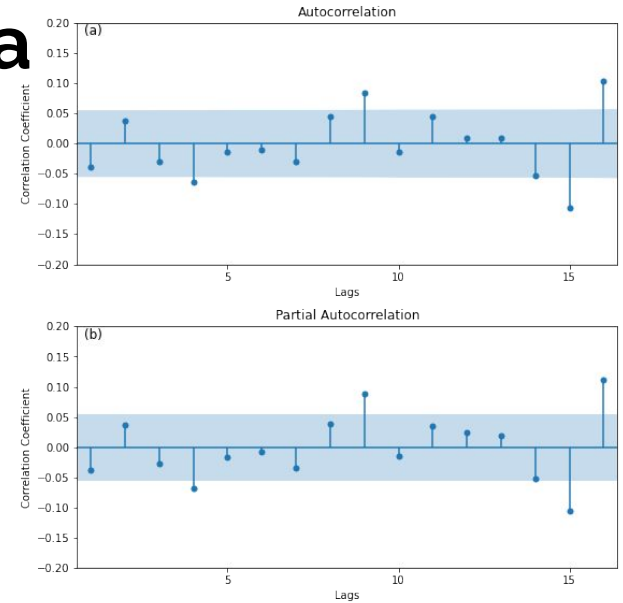 a
Autocorrelation
(a)
0.20
0.15
0.10
0.05
0.00
−0.05
−0.10
−0.15
−0.20
Correlation Coefficient
5 10 15
Lags
Partial Autocorrelation
(b)
0.20
0.15
0.10
0.05
0.00
−0.05
−0.10
−0.15
−0.20
Correlation Coefficient
5 10 15
Lags